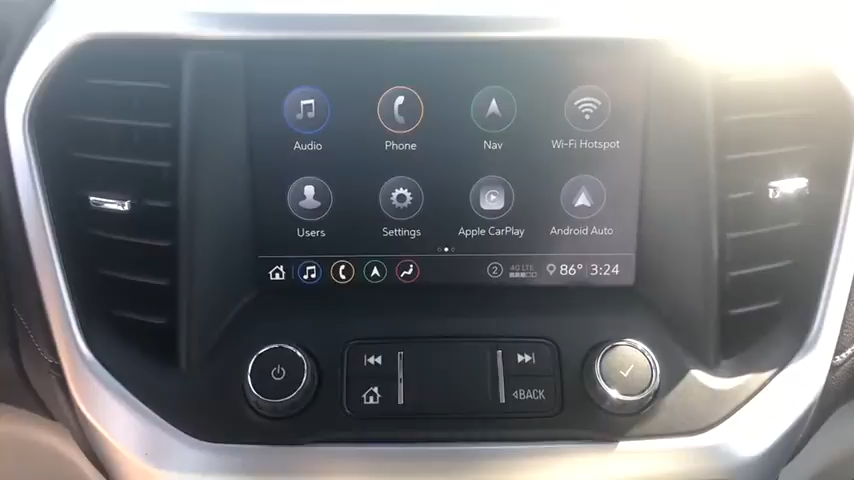 Audio Phone Nav Wi-Fi Hotspot
Users Settings Apple CarPlay Android Auto
2 4G LTE 86° 3:24
BACK